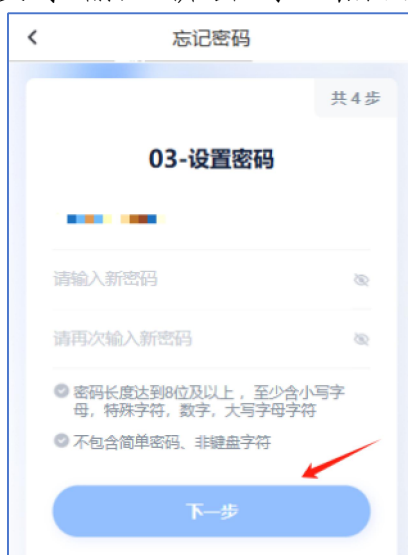 忘记密码
共4步
03-设置密码
请输入新密码
请再次输入新密码
密码长度达到8位及以上，至少含小写字
母，特殊字符，数字，大写字母字符
不包含简单密码、非键盘字符
下一步